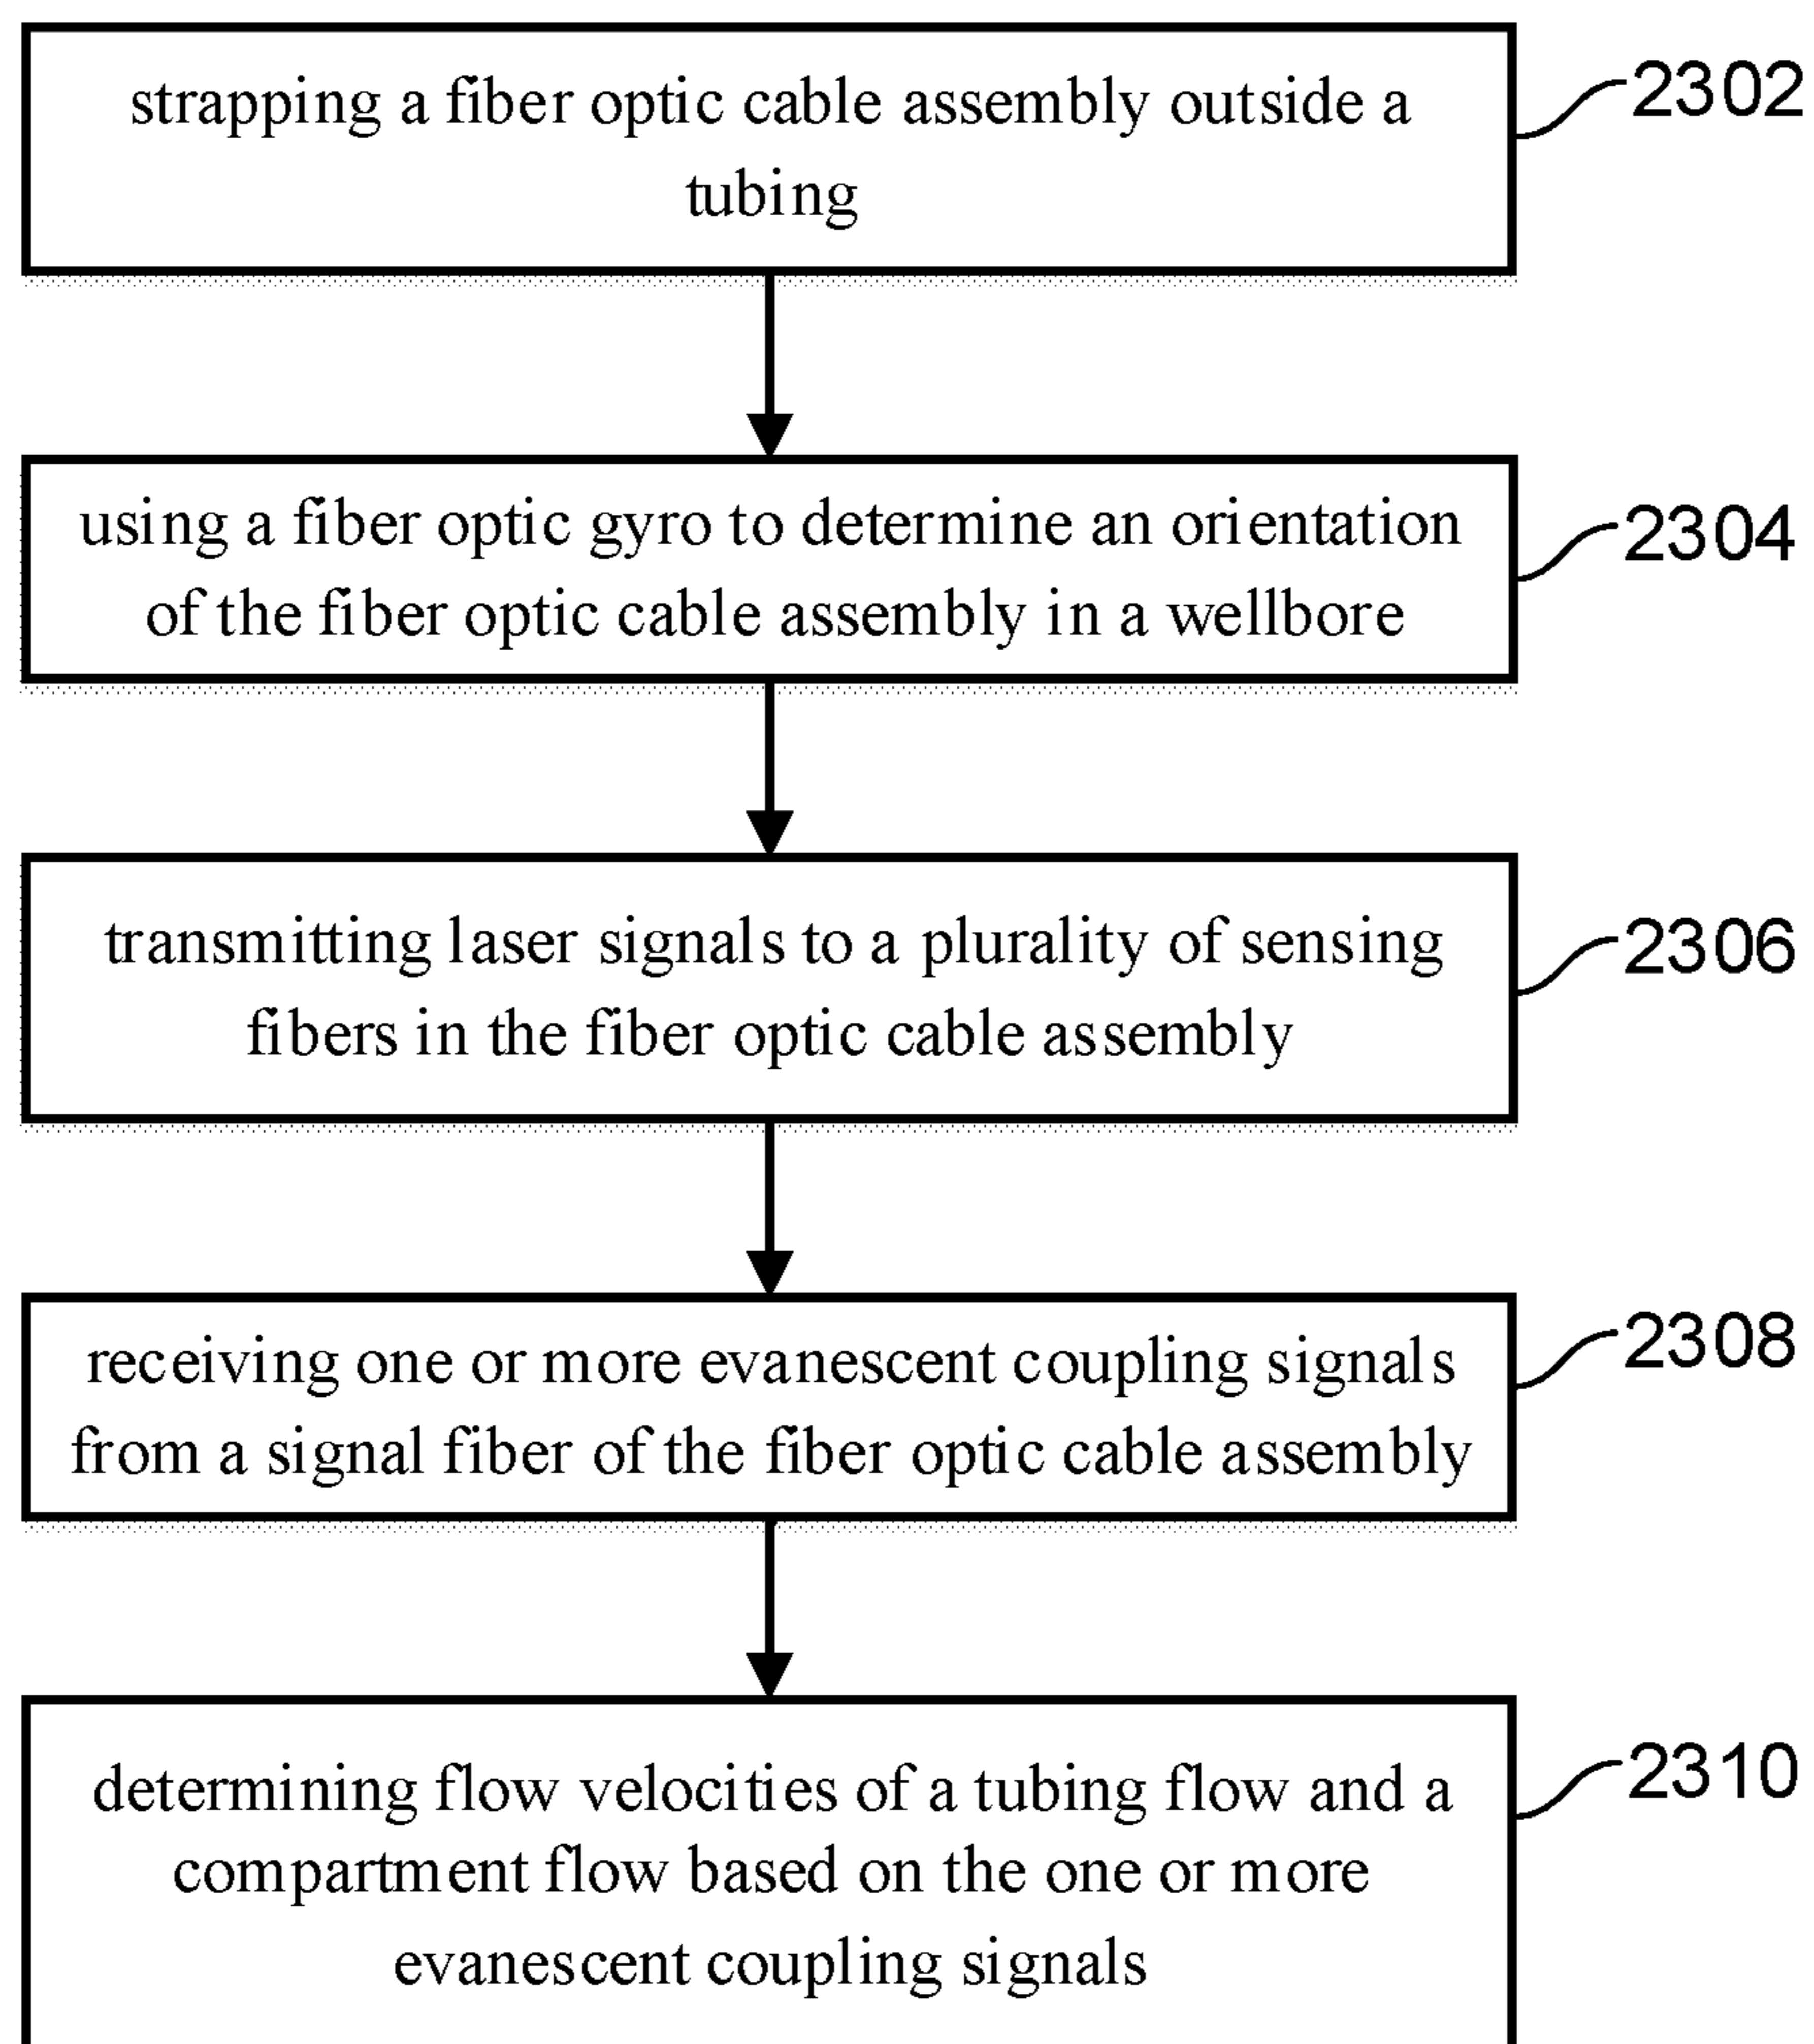 strapping a fiber optic cable assembly outside a
tubing
2302
using a fiber optic gyro to determine an orientation
of the fiber optic cable assembly in a wellbore
2304
transmitting laser signals to a plurality of sensing
fibers in the fiber optic cable assembly
2306
receiving one or more evanescent coupling signals
from a signal fiber of the fiber optic cable assembly
2308
determining flow velocities of a tubing flow and a
compartment flow based on the one or more
evanescent coupling signals
2310